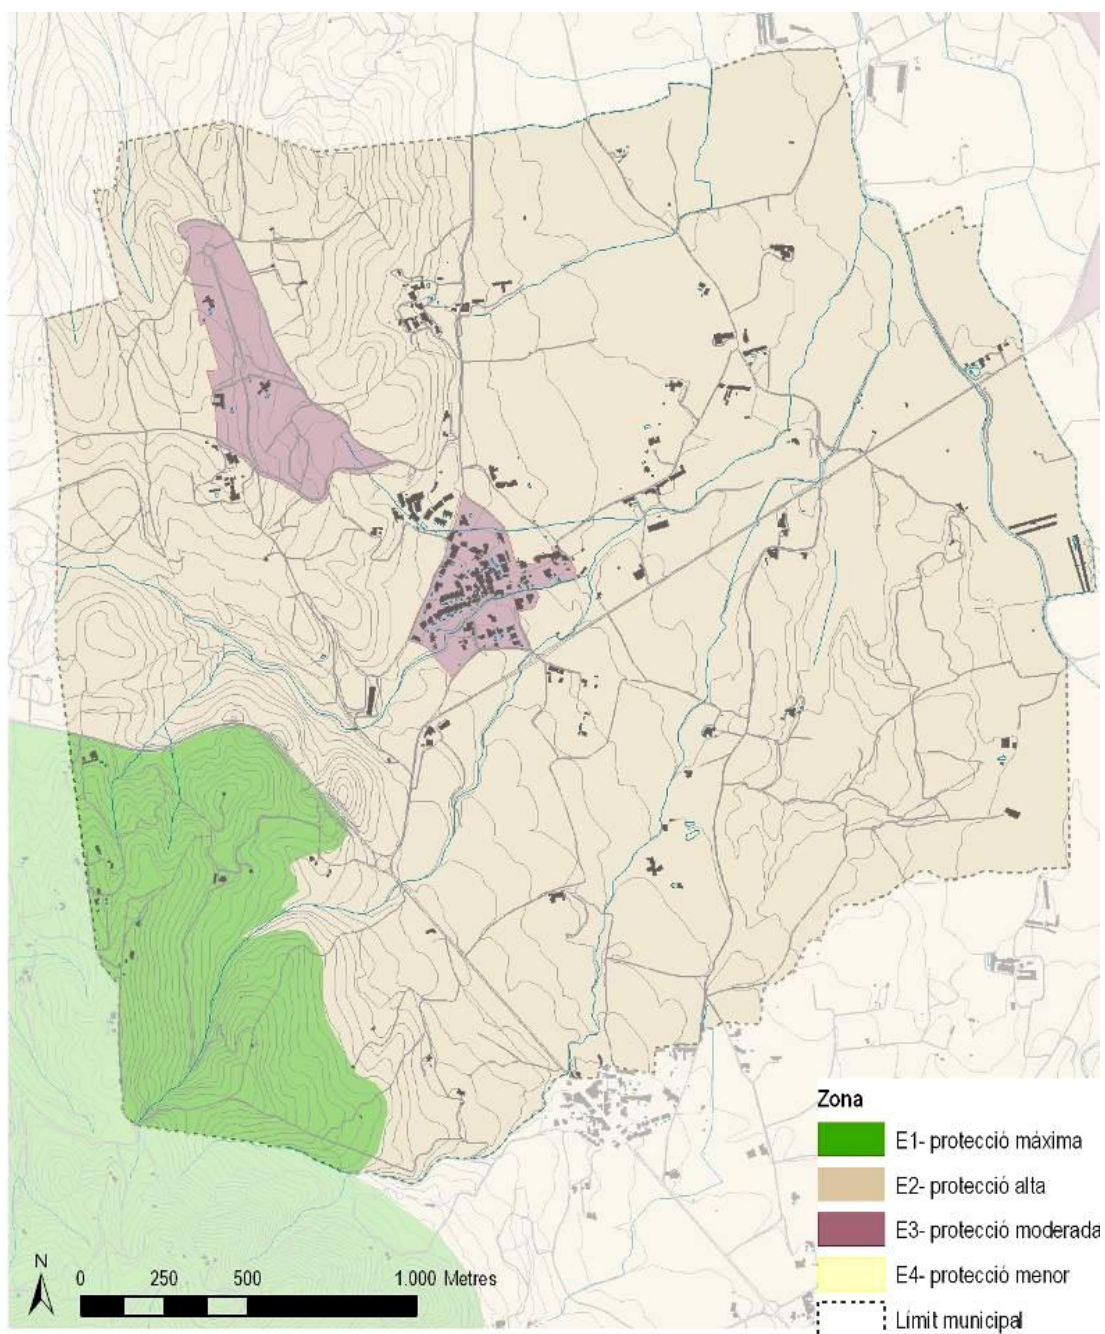 Zona
E1- protecció máxima
E2- protecció alta
E3- protecció moderada
E4- protecció menor
Límit municipal
N
0 250 500 1.000 Metres